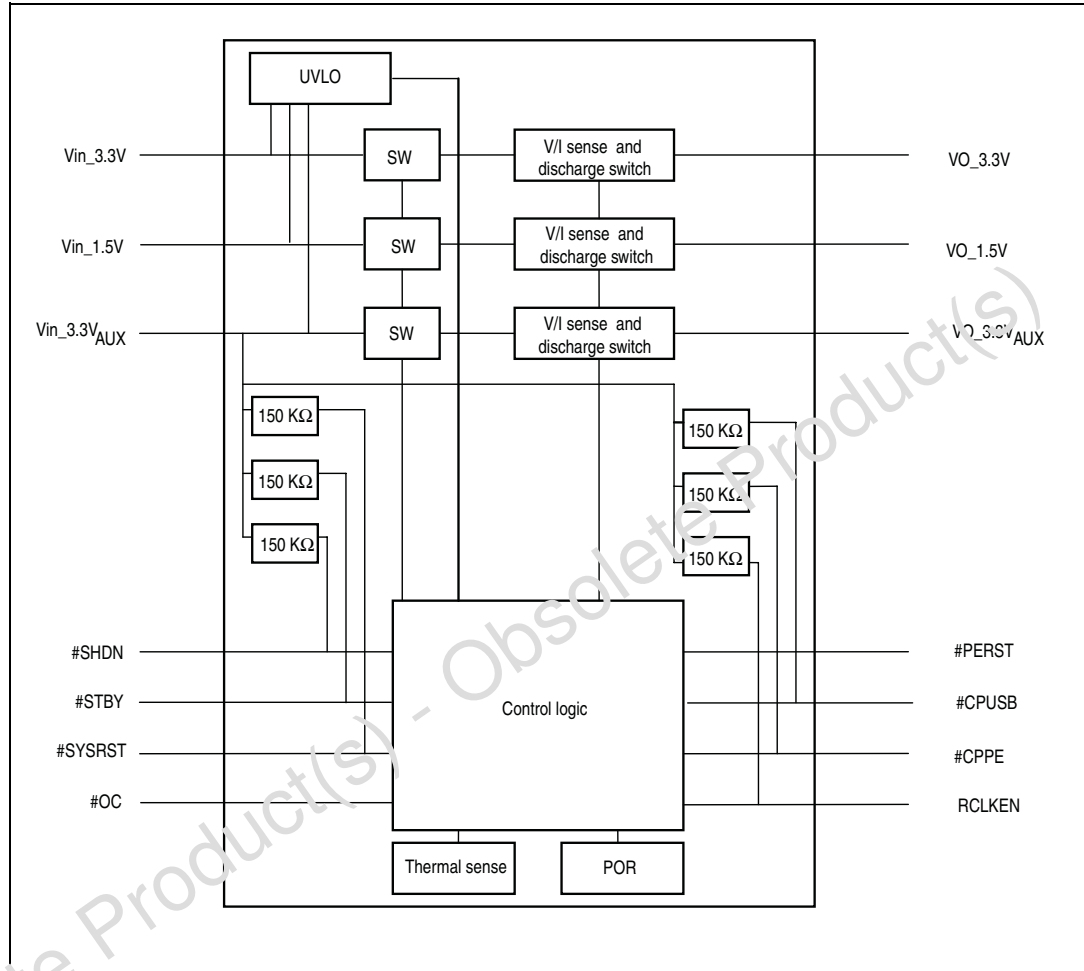 UVLO
Vin_3.3V
SW
V/I sense and
discharge switch
VO_3.3V
Vin_1.5V
SW
V/I sense and
discharge switch
VO_1.5V
Vin_3.3VAUX
SW
V/I sense and
discharge switch
VO_3.3VAUX
150 KΩ
150 KΩ
150 KΩ
150 KΩ
150 KΩ
150 KΩ
#SHDN
#STBY
#SYSRST
#OC
Control logic
#PERST
#CPUSB
#CPPE
RCLKEN
Thermal sense
POR
ete Product(s) - Obsolete Product(s)